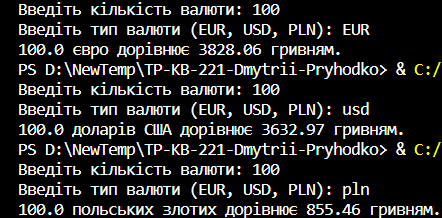 Введіть кількість валюти: 100
Введіть тип валюти (EUR, USD, PLN): EUR
100.0 євро дорівнює 3828.06 гривням.
PS D:\NewTemp\TP-KB-221-Dmytrii-Pryhodko> & C:/
Введіть кількість валюти: 100
Введіть тип валюти (EUR, USD, PLN): usd
100.0 доларів США дорівнює 3632.97 гривням.
PS D:\NewTemp\TP-KB-221-Dmytrii-Pryhodko> & C:/
Введіть кількість валюти: 100
Введіть тип валюти (EUR, USD, PLN): pln
100.0 польських злотих дорівнює 855.46 гривням.